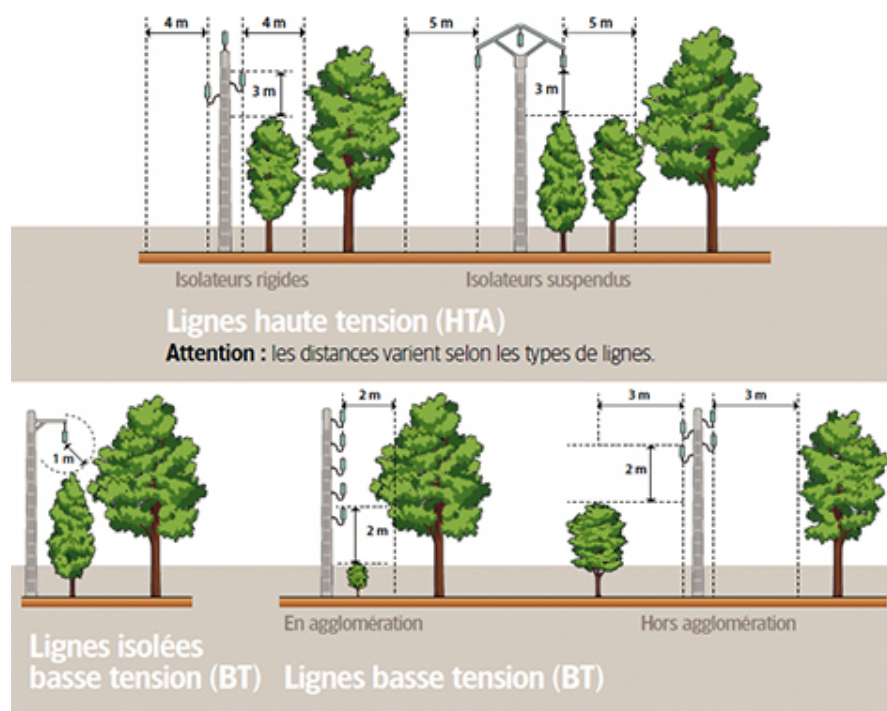 4 m 4 m 5 m 5 m
3 m 3 m
Isolateurs rigides Isolateurs suspendus
Lignes haute tension (HTA)
Attention : les distances varient selon les types de lignes.
2 m 3 m 3 m
1 m 2 m
2 m
En agglomération Hors agglomération
Lignes isolées
basse tension (BT) Lignes basse tension (BT)